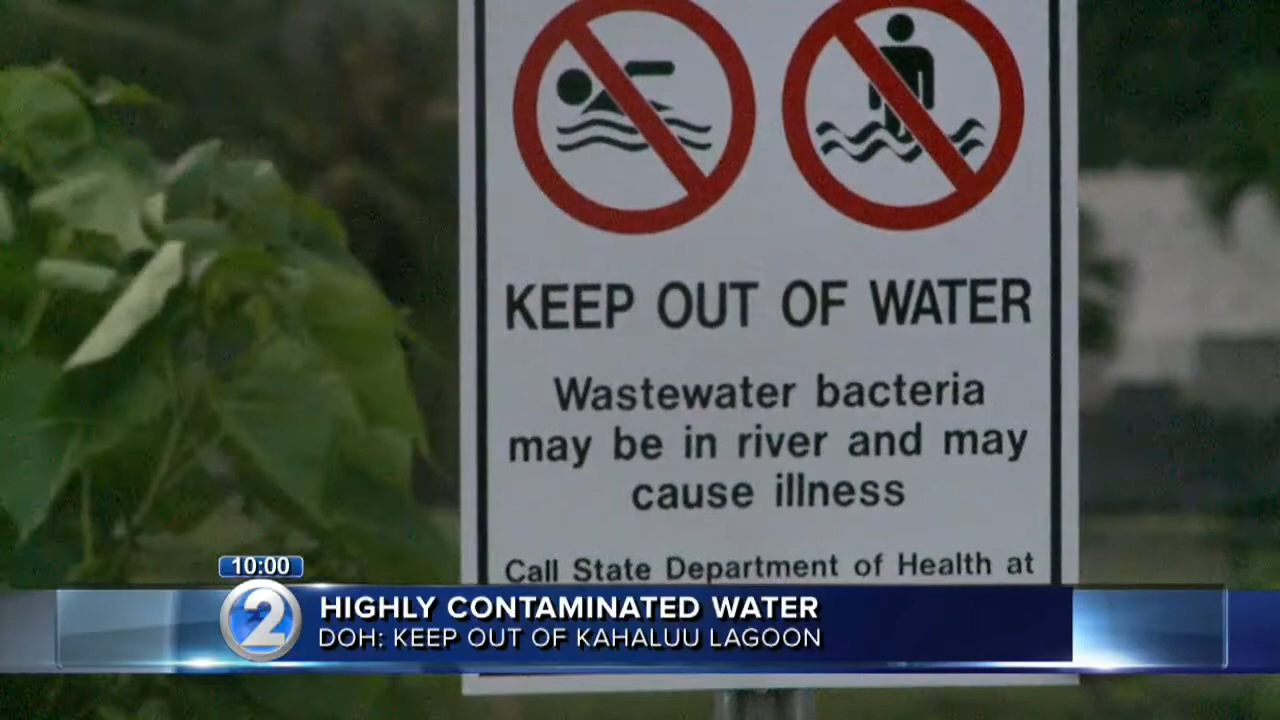 KEEP OUT OF WATER
Wastewater bacteria
may be in river and may
cause illness
Call State Department of Health at
10:00
2
HIGHLY CONTAMINATED WATER
DOH: KEEP OUT OF KAHALUU LAGOON